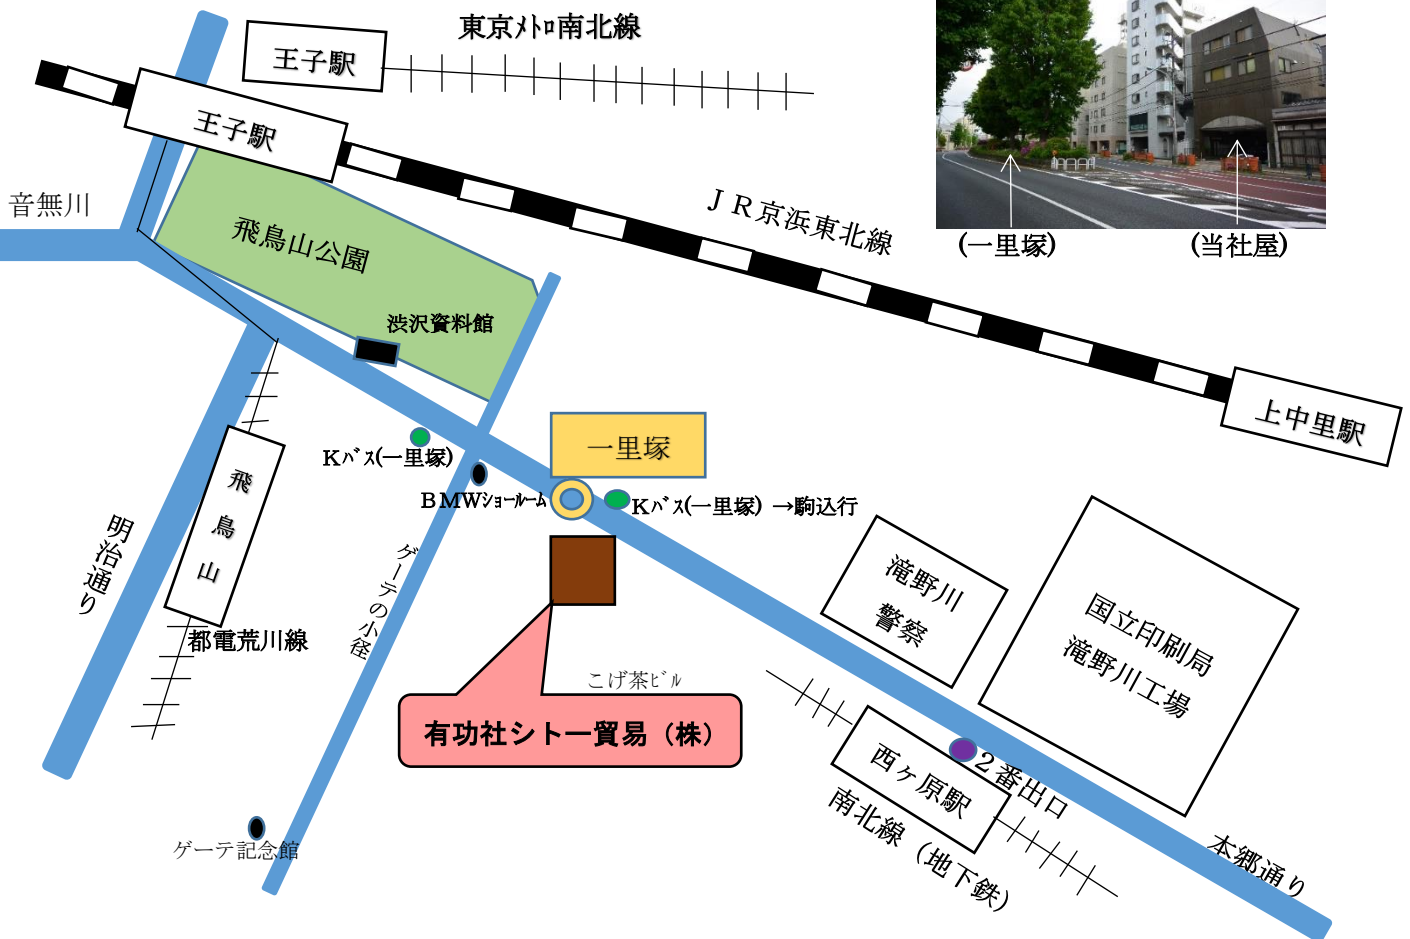 東京ﾒﾄﾛ南北線
王子駅
王子駅
音無川
飛鳥山公園
ＪＲ京浜東北線
(一里塚)
(当社屋)
渋沢資料館
上中里駅
一里塚
Kﾊﾞｽ(一里塚)
BMWｼｮｰﾙｰﾑ
Kﾊﾞｽ(一里塚) →駒込行
飛鳥山
明治通り
ゲーテの小径
都電荒川線
滝野川
警察
国立印刷局
滝野川工場
こげ茶ﾋﾞﾙ
有功社シトー貿易（株）
西ヶ原駅
２番出口
南北線（地下鉄）
本郷通り
ゲーテ記念館